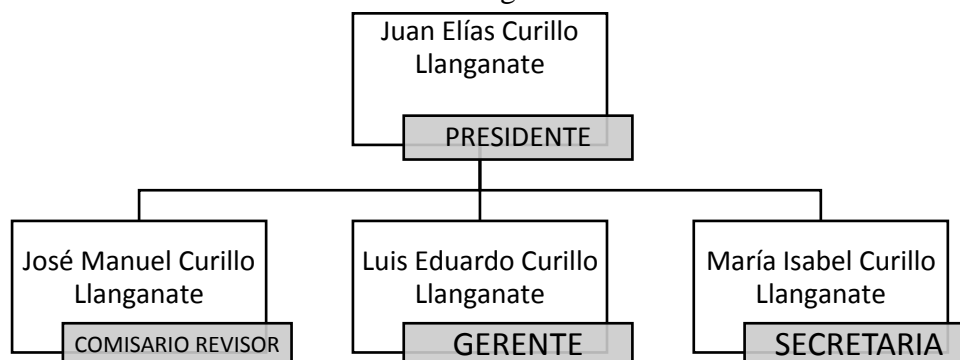 Juan Elías Curillo
Llanganate
PRESIDENTE
José Manuel Curillo
Llanganate
COMISARIO REVISOR
Luis Eduardo Curillo
Llanganate
GERENTE
María Isabel Curillo
Llanganate
SECRETARIA